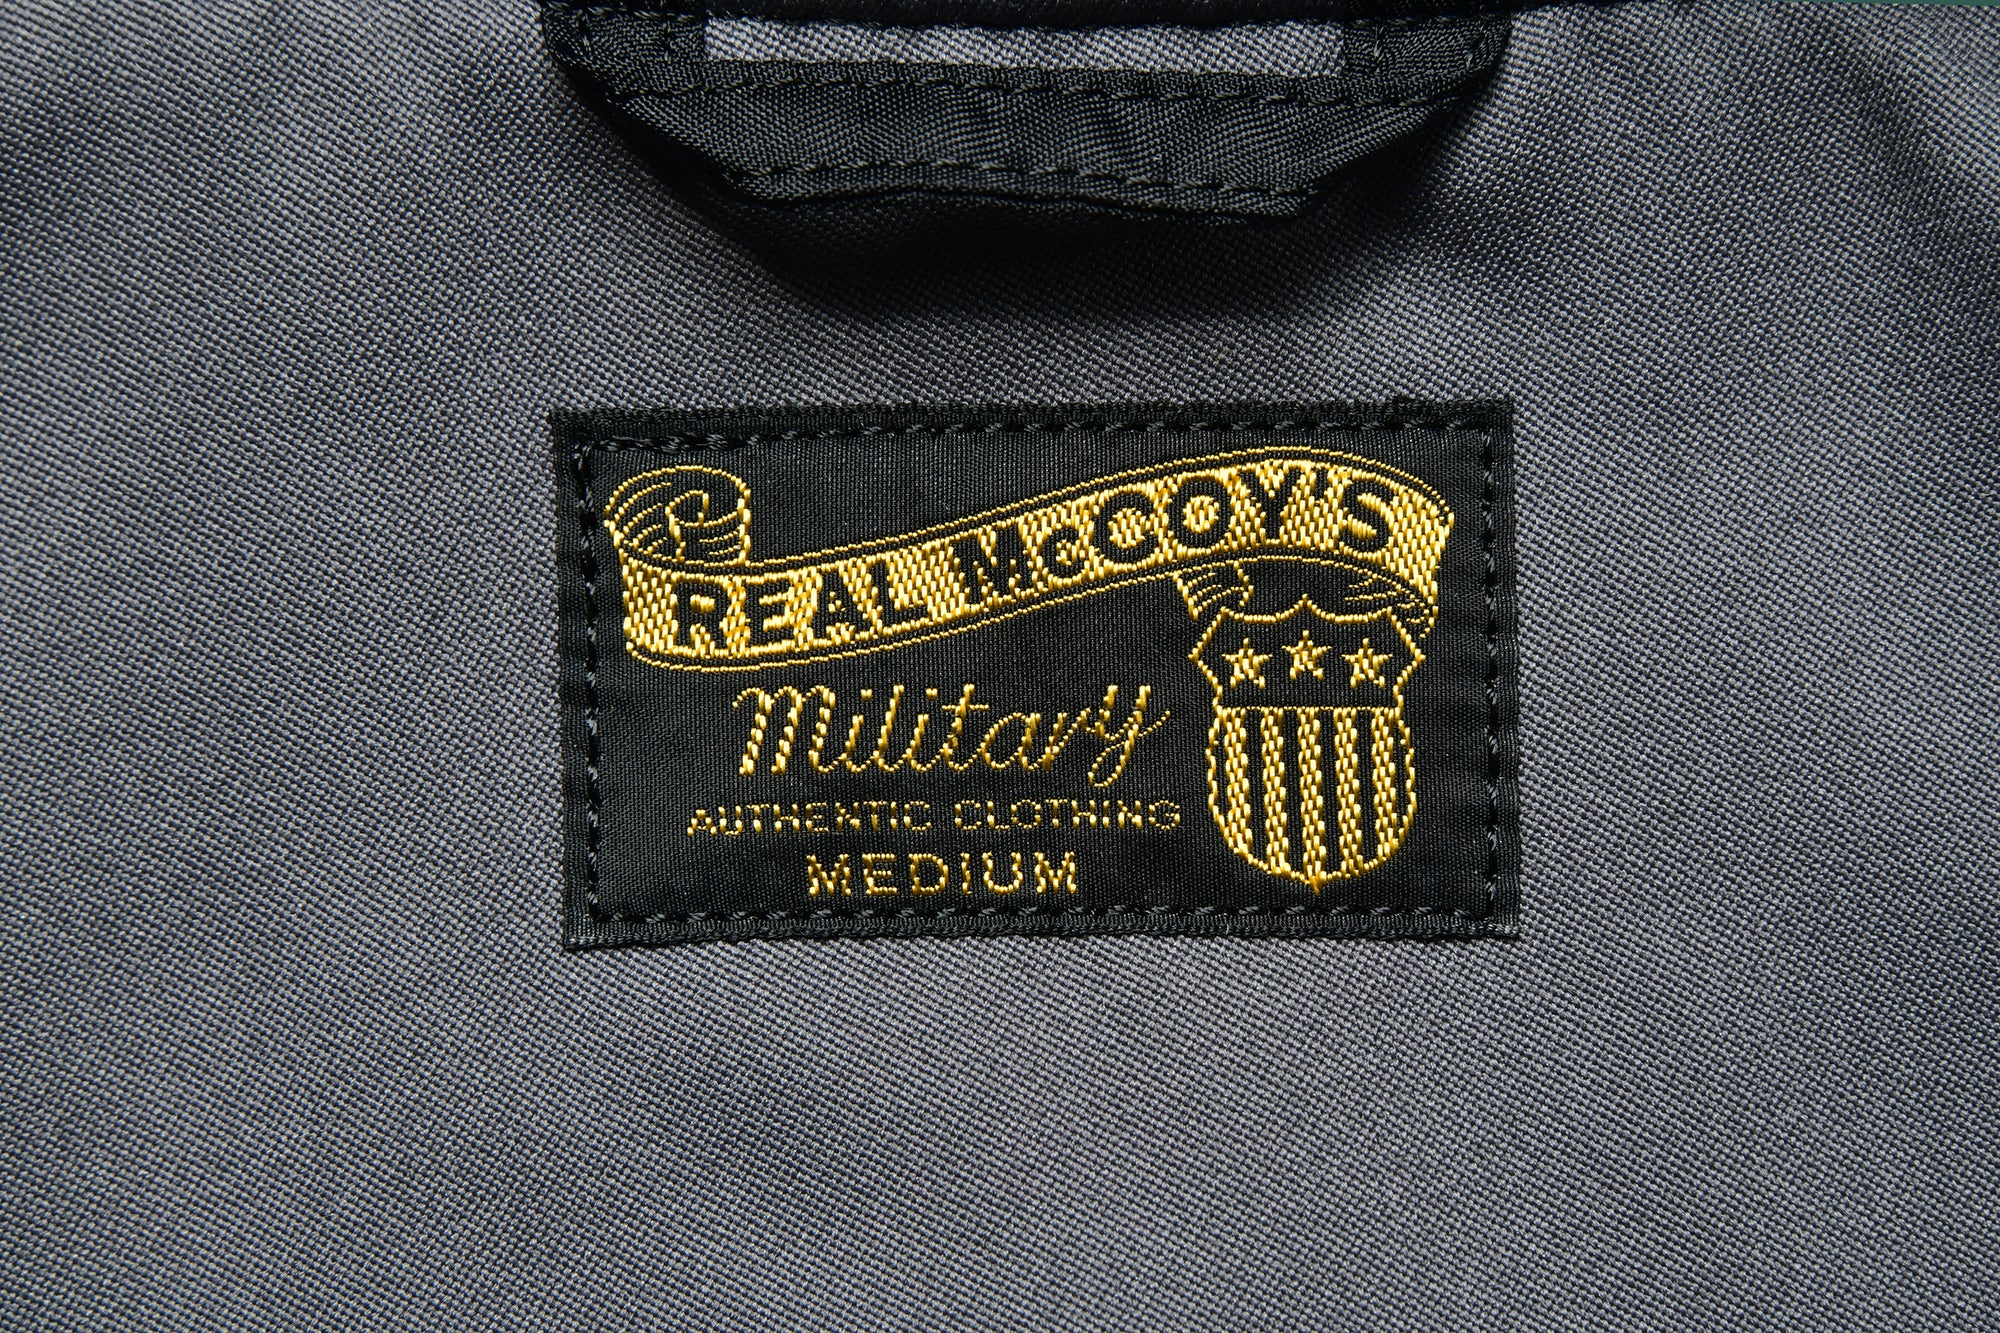 REAL McCOY'S
Military
AUTHENTIC CLOTHING
MEDIUM